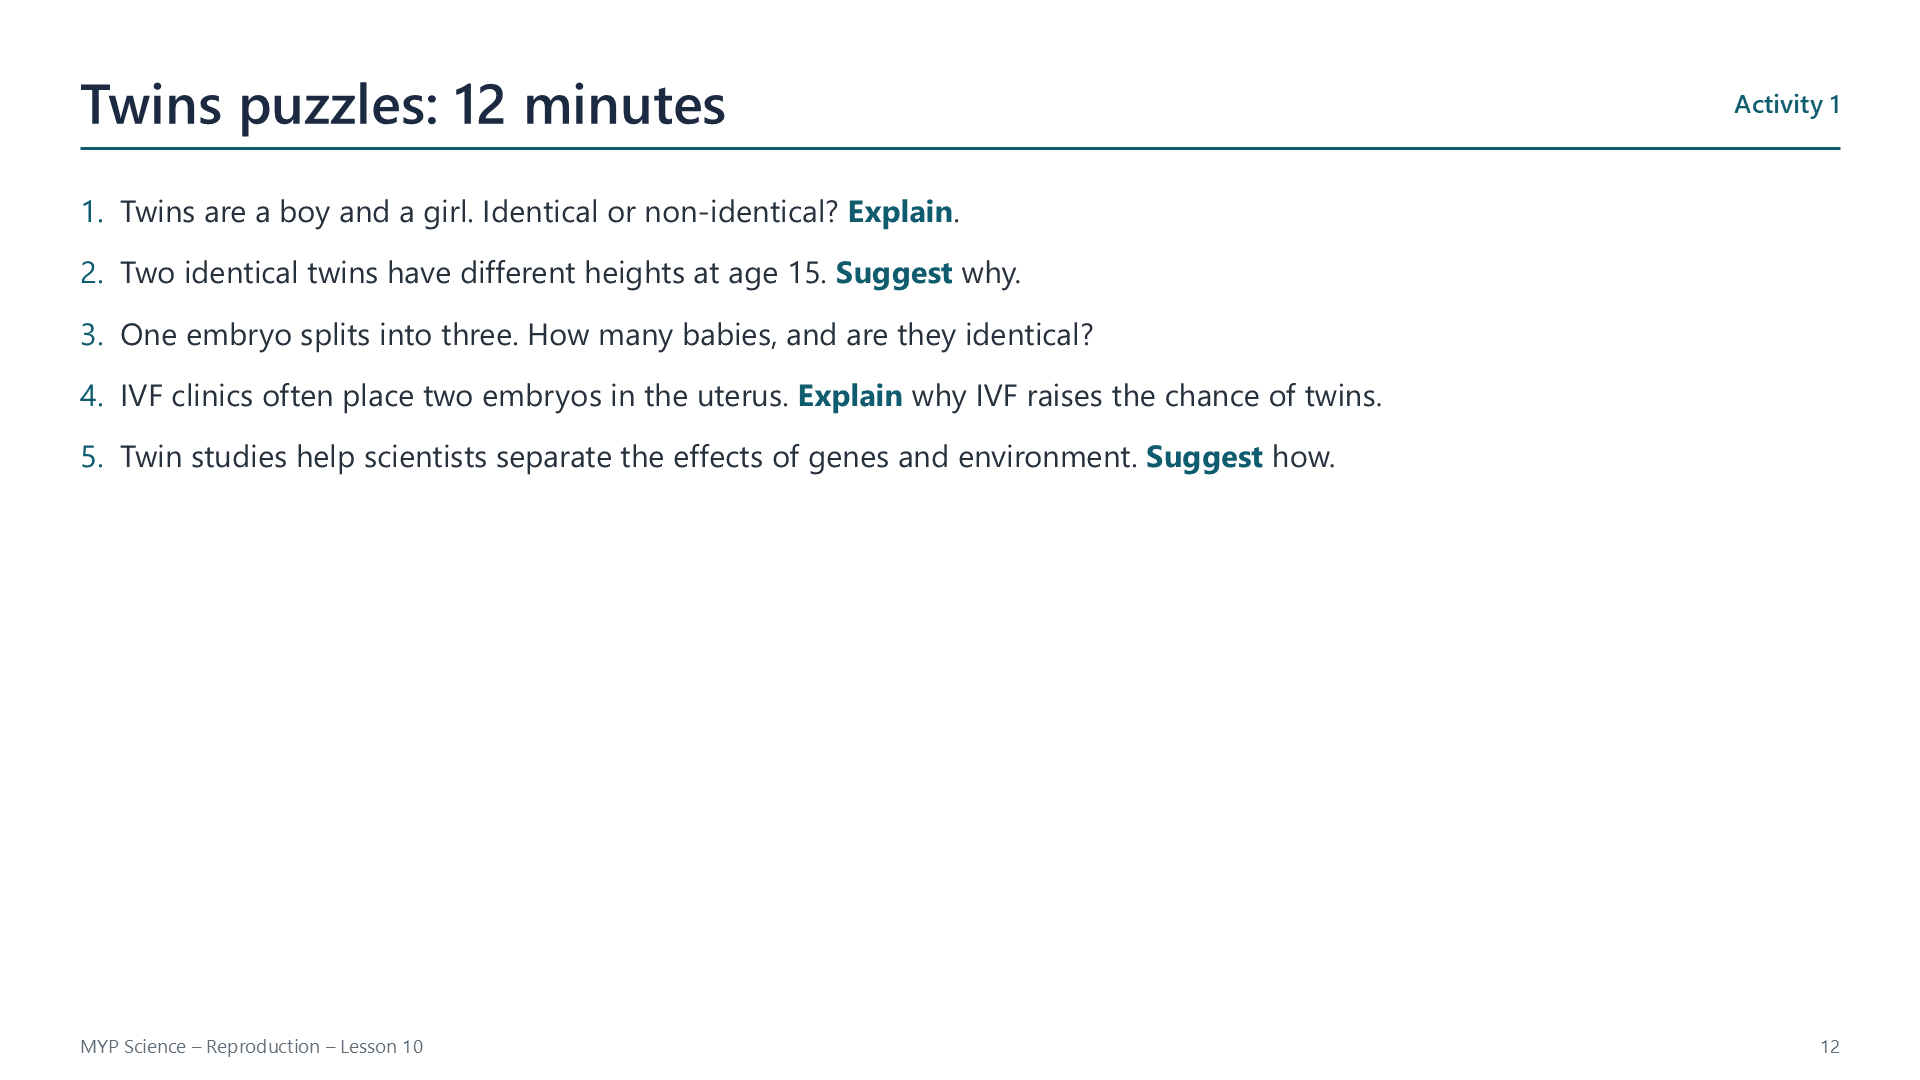 Twins puzzles: 12 minutes
Activity 1
1. Twins are a boy and a girl. Identical or non-identical? Explain.
2. Two identical twins have different heights at age 15. Suggest why.
3. One embryo splits into three. How many babies, and are they identical?
4. IVF clinics often place two embryos in the uterus. Explain why IVF raises the chance of twins.
5. Twin studies help scientists separate the effects of genes and environment. Suggest how.
MYP Science – Reproduction – Lesson 10
12